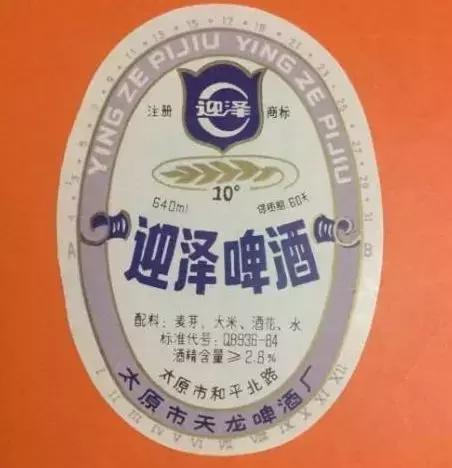 YING ZE PIJIU YING ZE PIJIU
迎泽
注册 商标
10°
640ml 保质期:60天
A B
迎泽啤酒
配料：麦芽、大米、酒花、水
标准代号：QB936-84
酒精含量≥2.8%
太原市和平北路
太原市天龙啤酒厂